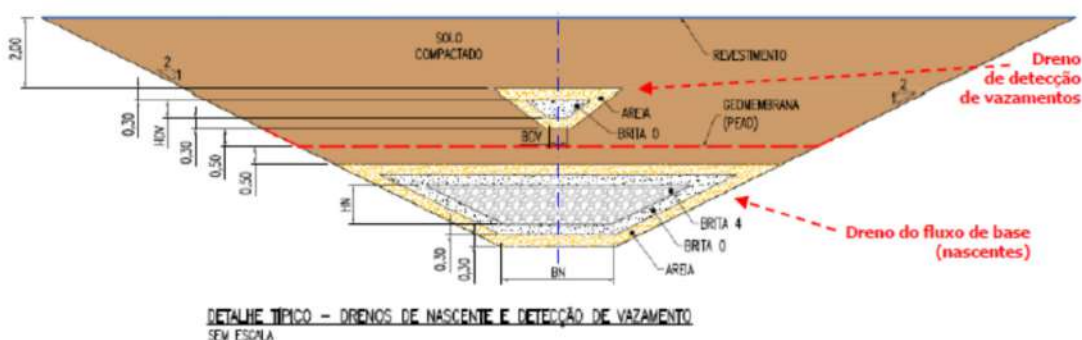 2,00
SOLO
COMPACTADO
REVESTIMENTO
Dreno
de detecção
de vazamentos
2
1
2
1
0,30
HDV
0,30
0,50
0,50
BDV
AREIA
BRITA 0
GEOMEMBRANA
(PEAD)
HN
0,30
0,30
BN
BRITA 4
BRITA 0
AREIA
Dreno do fluxo de base
(nascentes)
DETALHE TÍPICO – DRENOS DE NASCENTE E DETECÇÃO DE VAZAMENTO
SEM ESCALA